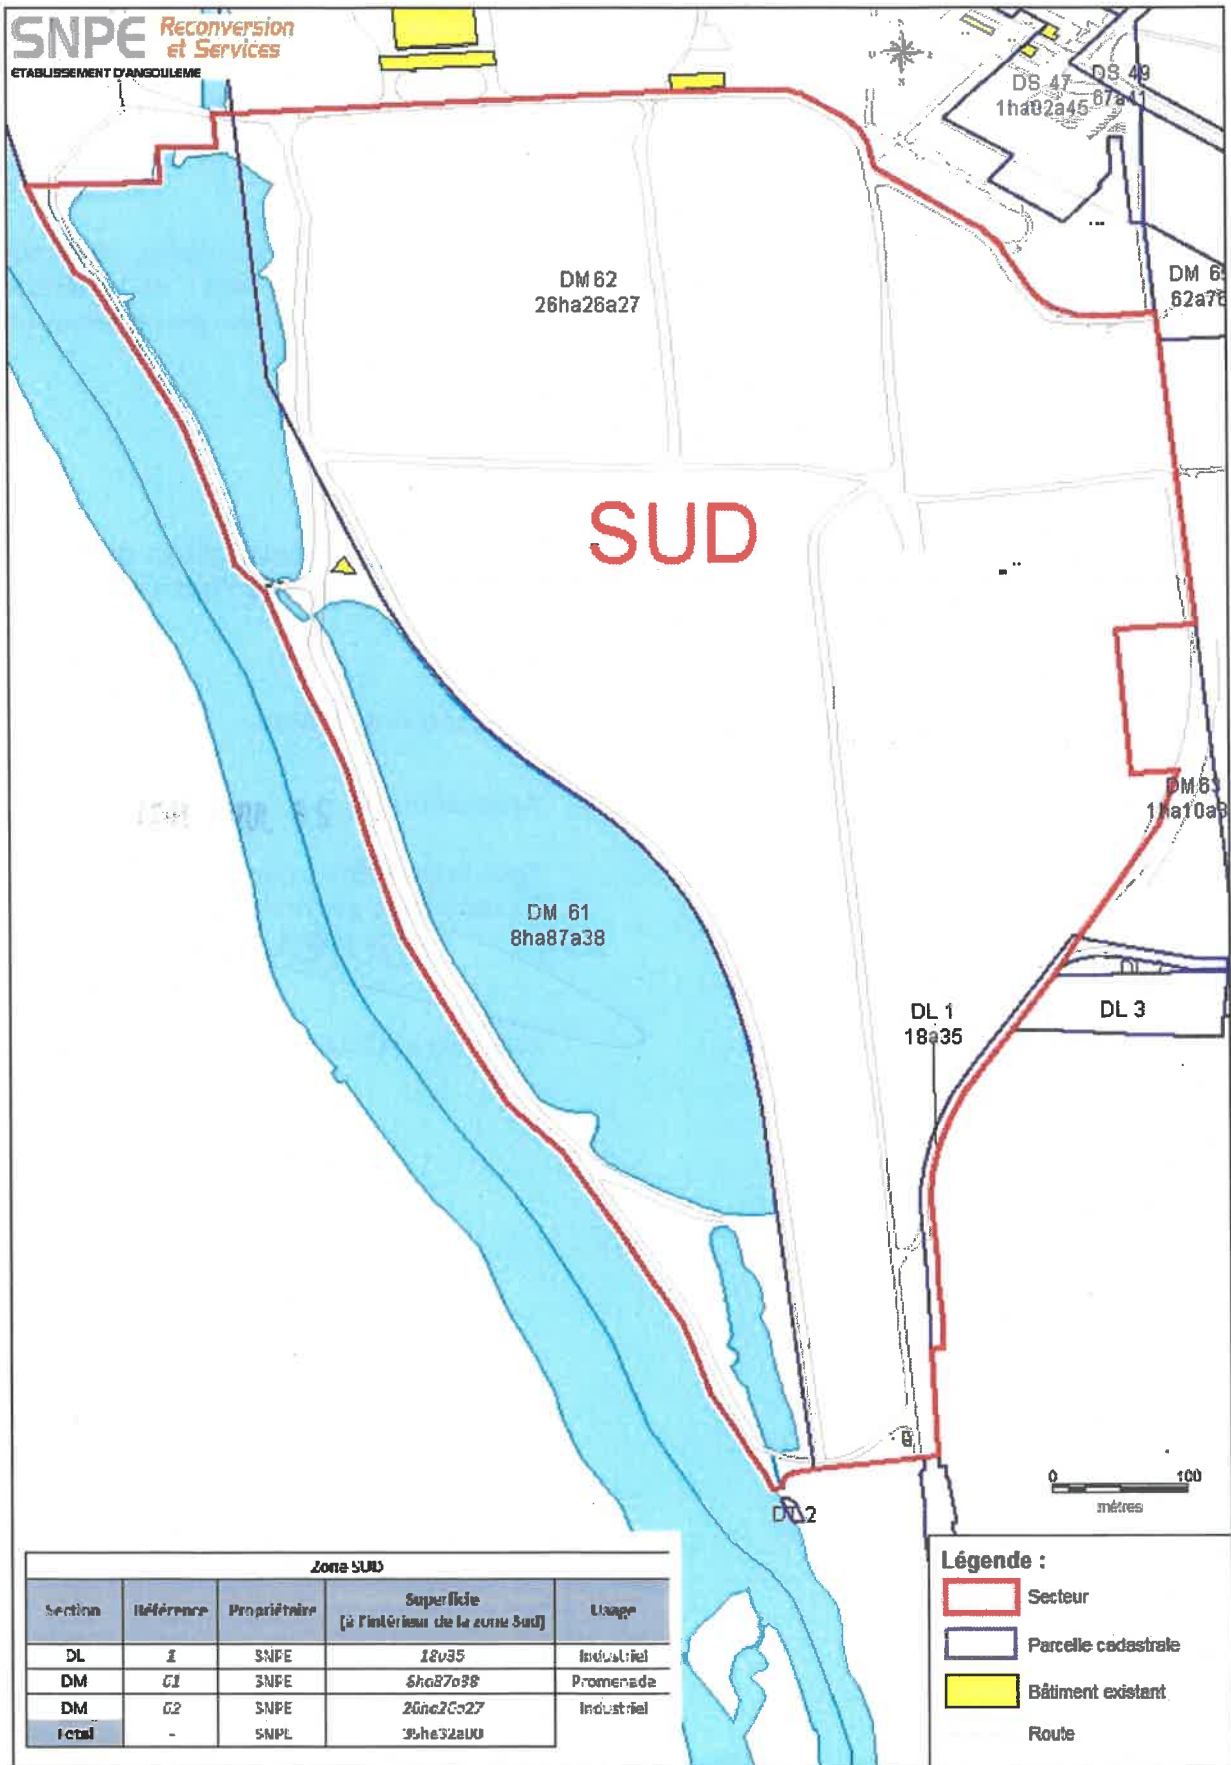 SNPE Reconversion
et Services
ETABLISSEMENT D'ANGOULEME
DS 47
1ha02a45
DS 49
67a41
DM 62
26ha26a27
DM 6
62a76
SUD
DM 63
1ha10a
DM 61
8ha87a38
DL 1
18a35
DL 3
DL 2
0 100
mètres
Zone SUD
Section Référence Propriétaire Superficie [à l'intérieur de la zone Sud] Usage
DL 1 SNPE 18a35 Industriel
DM 61 SNPE 8ha87a38 Promenade
DM 62 SNPE 26ha26a27 Industriel
Total - SNPE 35ha32a00
Légende :
Secteur
Parcelle cadastrale
Bâtiment existant
Route